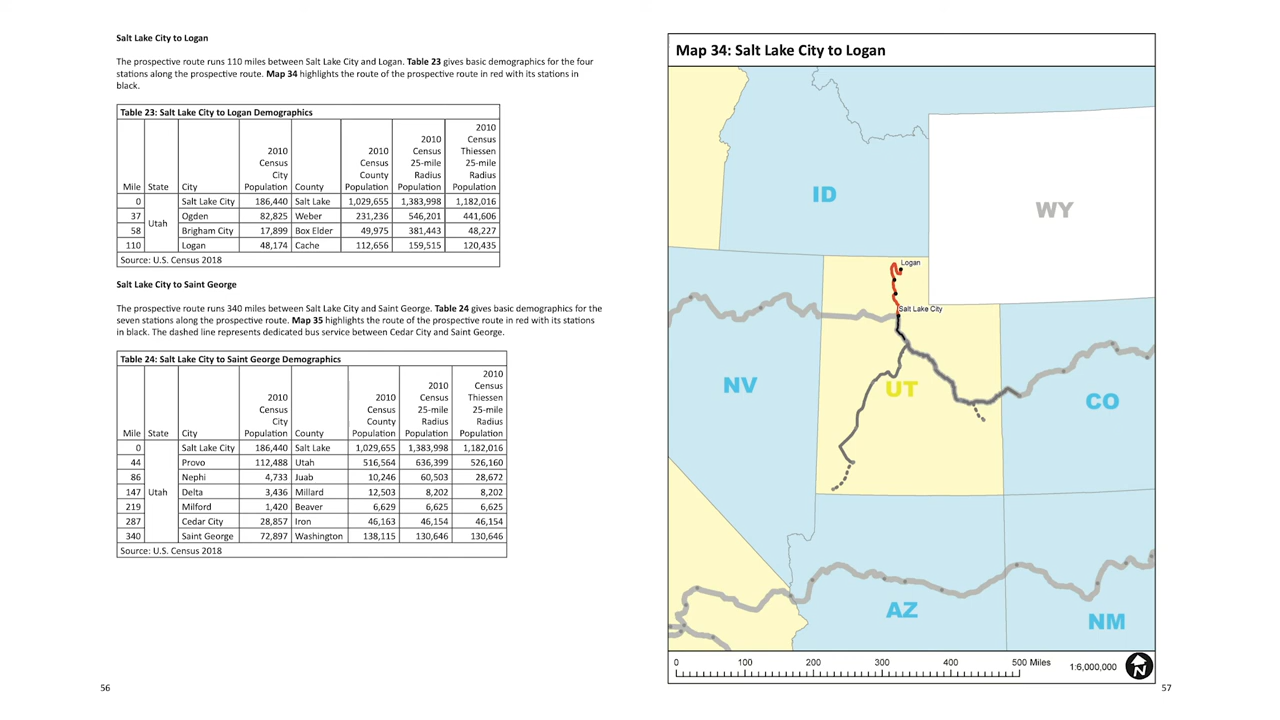 Salt Lake City to Logan
The prospective route runs 110 miles between Salt Lake City and Logan. Table 23 gives basic demographics for the four
stations along the prospective route. Map 34 highlights the route of the prospective route in red with its stations in
black.
Table 23: Salt Lake City to Logan Demographics
Mile State City 2010 Census City Population County 2010 Census County Population 2010 Census 25-mile Radius Population 2010 Census Thiessen 25-mile Radius Population
0 Utah Salt Lake City 186,440 Salt Lake 1,029,655 1,383,998 1,182,016
37 Ogden 82,825 Weber 231,236 546,201 441,606
58 Brigham City 17,899 Box Elder 49,975 381,443 48,227
110 Logan 48,174 Cache 112,656 159,515 120,435
Source: U.S. Census 2018
Salt Lake City to Saint George
The prospective route runs 340 miles between Salt Lake City and Saint George. Table 24 gives basic demographics for the
seven stations along the prospective route. Map 35 highlights the route of the prospective route in red with its stations
in black. The dashed line represents dedicated bus service between Cedar City and Saint George.
Table 24: Salt Lake City to Saint George Demographics
Mile State City 2010 Census City Population County 2010 Census County Population 2010 Census 25-mile Radius Population 2010 Census Thiessen 25-mile Radius Population
0 Utah Salt Lake City 186,440 Salt Lake 1,029,655 1,383,998 1,182,016
44 Provo 112,488 Utah 516,564 636,399 526,160
86 Nephi 4,733 Juab 10,246 60,503 28,672
147 Delta 3,436 Millard 12,503 8,202 8,202
219 Milford 1,420 Beaver 6,629 6,625 6,625
287 Cedar City 28,857 Iron 46,163 46,154 46,154
340 Saint George 72,897 Washington 138,115 130,646 130,646
Source: U.S. Census 2018
56
Map 34: Salt Lake City to Logan
ID
WY
Logan
Salt Lake City
NV
UT
CO
AZ
NM
0 100 200 300 400 500 Miles
1:6,000,000
N
57